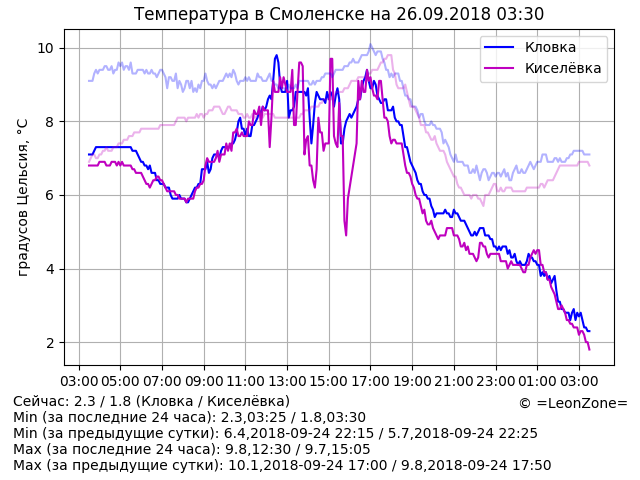 Температура в Смоленске на 26.09.2018 03:30
градусов Цельсия, °C
10
8
6
4
2
Кловка
Киселёвка
03:00 05:00 07:00 09:00 11:00 13:00 15:00 17:00 19:00 21:00 23:00 01:00 03:00
Сейчас: 2.3 / 1.8 (Кловка / Киселёвка)
© =LeonZone=
Min (за последние 24 часа): 2.3,03:25 / 1.8,03:30
Min (за предыдущие сутки): 6.4,2018-09-24 22:15 / 5.7,2018-09-24 22:25
Max (за последние 24 часа): 9.8,12:30 / 9.7,15:05
Max (за предыдущие сутки): 10.1,2018-09-24 17:00 / 9.8,2018-09-24 17:50